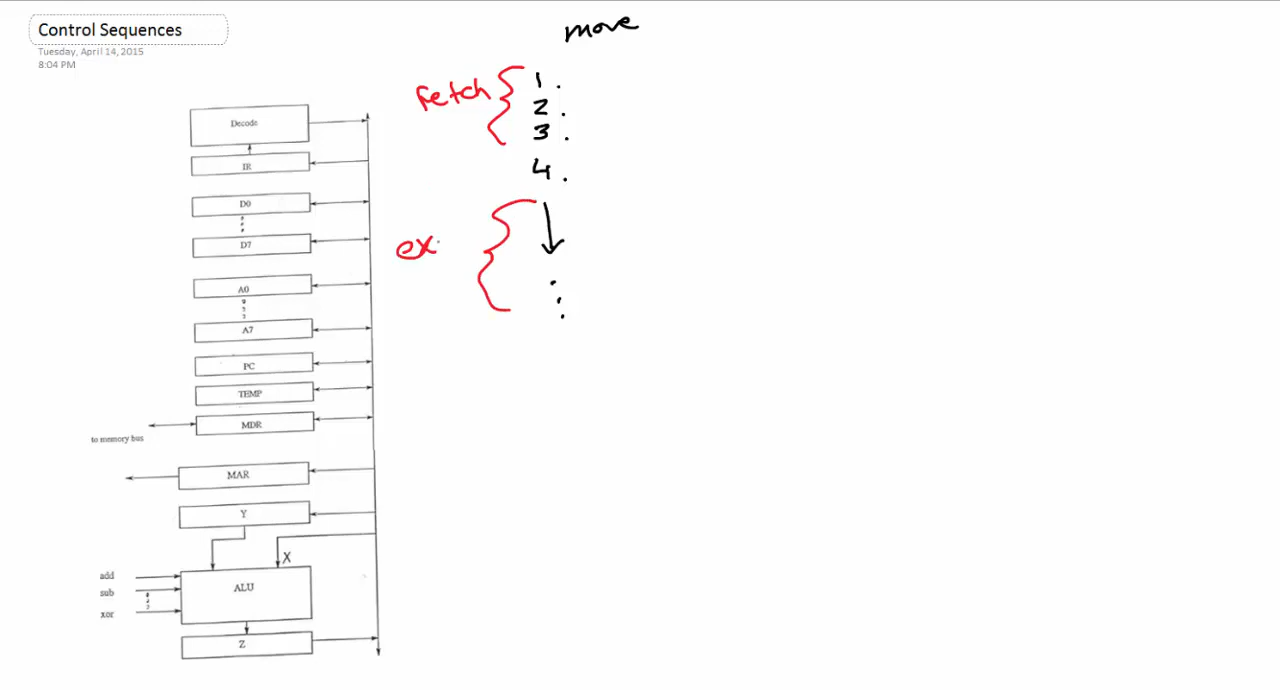 Control Sequences
Tuesday, April 14, 2015
8:04 PM
move
fetch
1.
2.
3.
4.
ex
Decode
IR
D0
D7
A0
A7
PC
TEMP
MDR
to memory bus
MAR
Y
X
add
sub
xor
ALU
Z